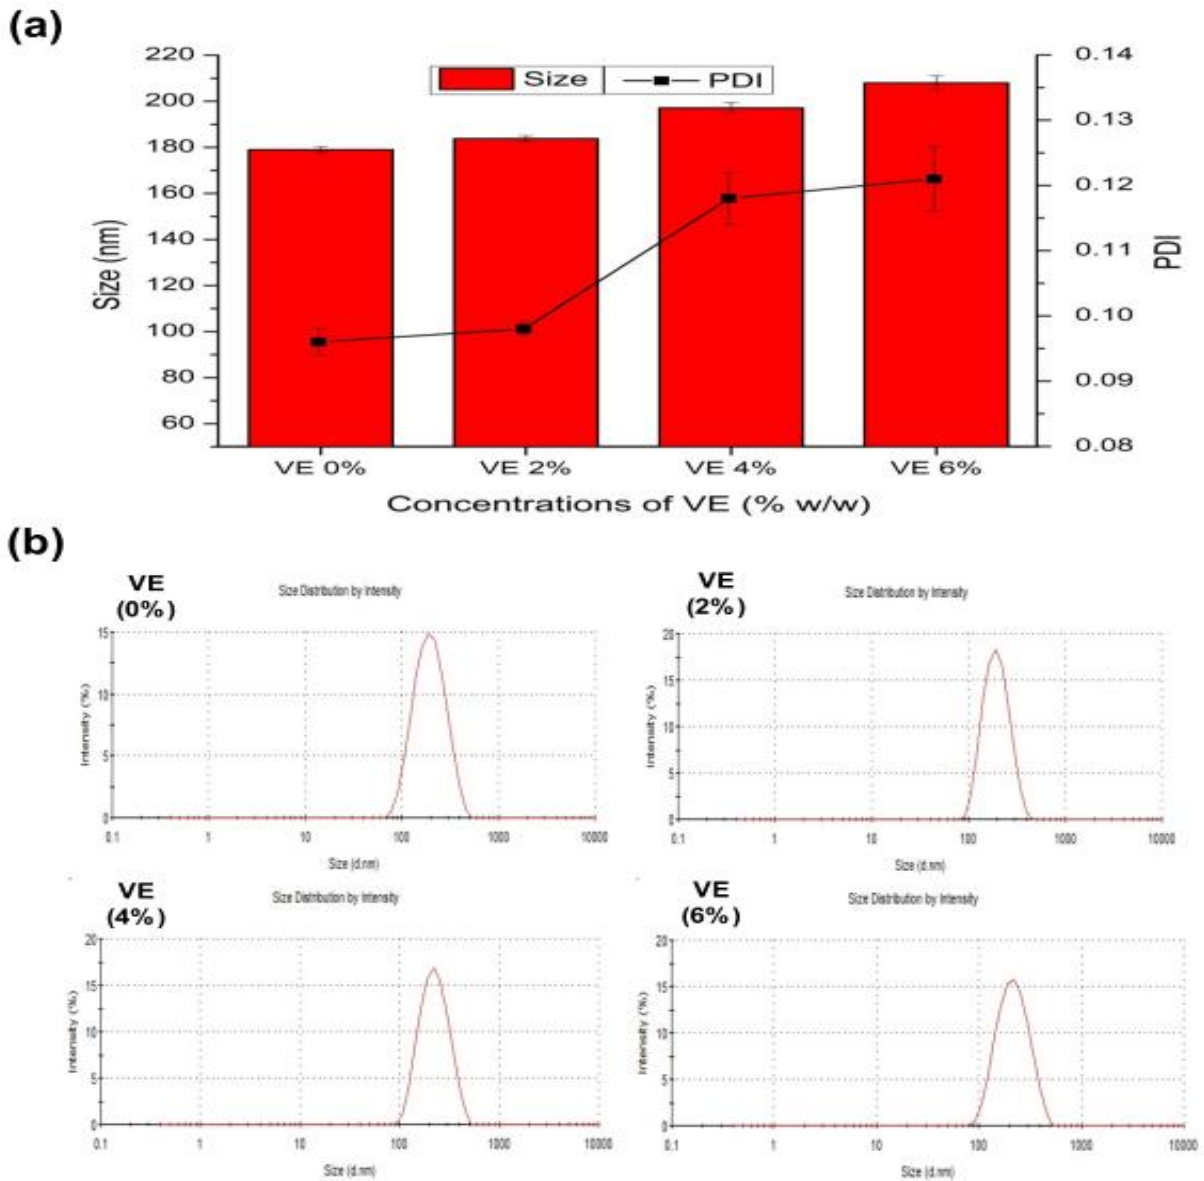 (a)
Size PDI
220
200
180
160
140
120
100
80
60
Size (nm)
0.14
0.13
0.12
0.11
0.10
0.09
0.08
PDI
VE 0% VE 2% VE 4% VE 6%
Concentrations of VE (% w/w)
(b)
VE
(0%)
Size Distribution by Intensity
15
10
5
0
Intensity (%)
0.1 1 10 100 1000 10000
Size (d.nm)
VE
(2%)
Size Distribution by Intensity
20
15
10
5
0
Intensity (%)
0.1 1 10 100 1000 10000
Size (d.nm)
VE
(4%)
Size Distribution by Intensity
20
15
10
5
0
Intensity (%)
0.1 1 10 100 1000 10000
Size (d.nm)
VE
(6%)
Size Distribution by Intensity
20
15
10
5
0
Intensity (%)
0.1 1 10 100 1000 10000
Size (d.nm)